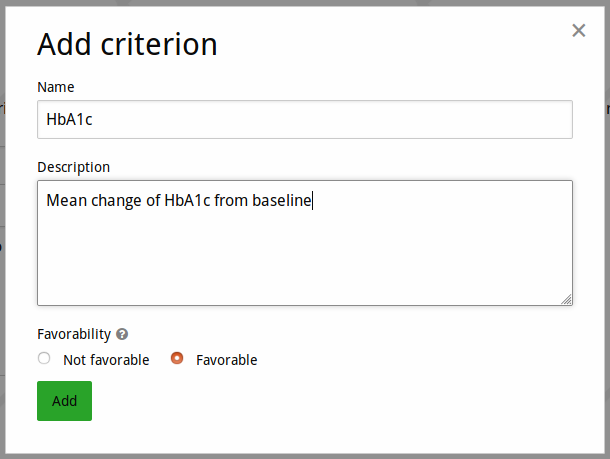 Add criterion
Name
HbA1c
Description
Mean change of HbA1c from baseline
Favorability
Not favorable
Favorable
Add